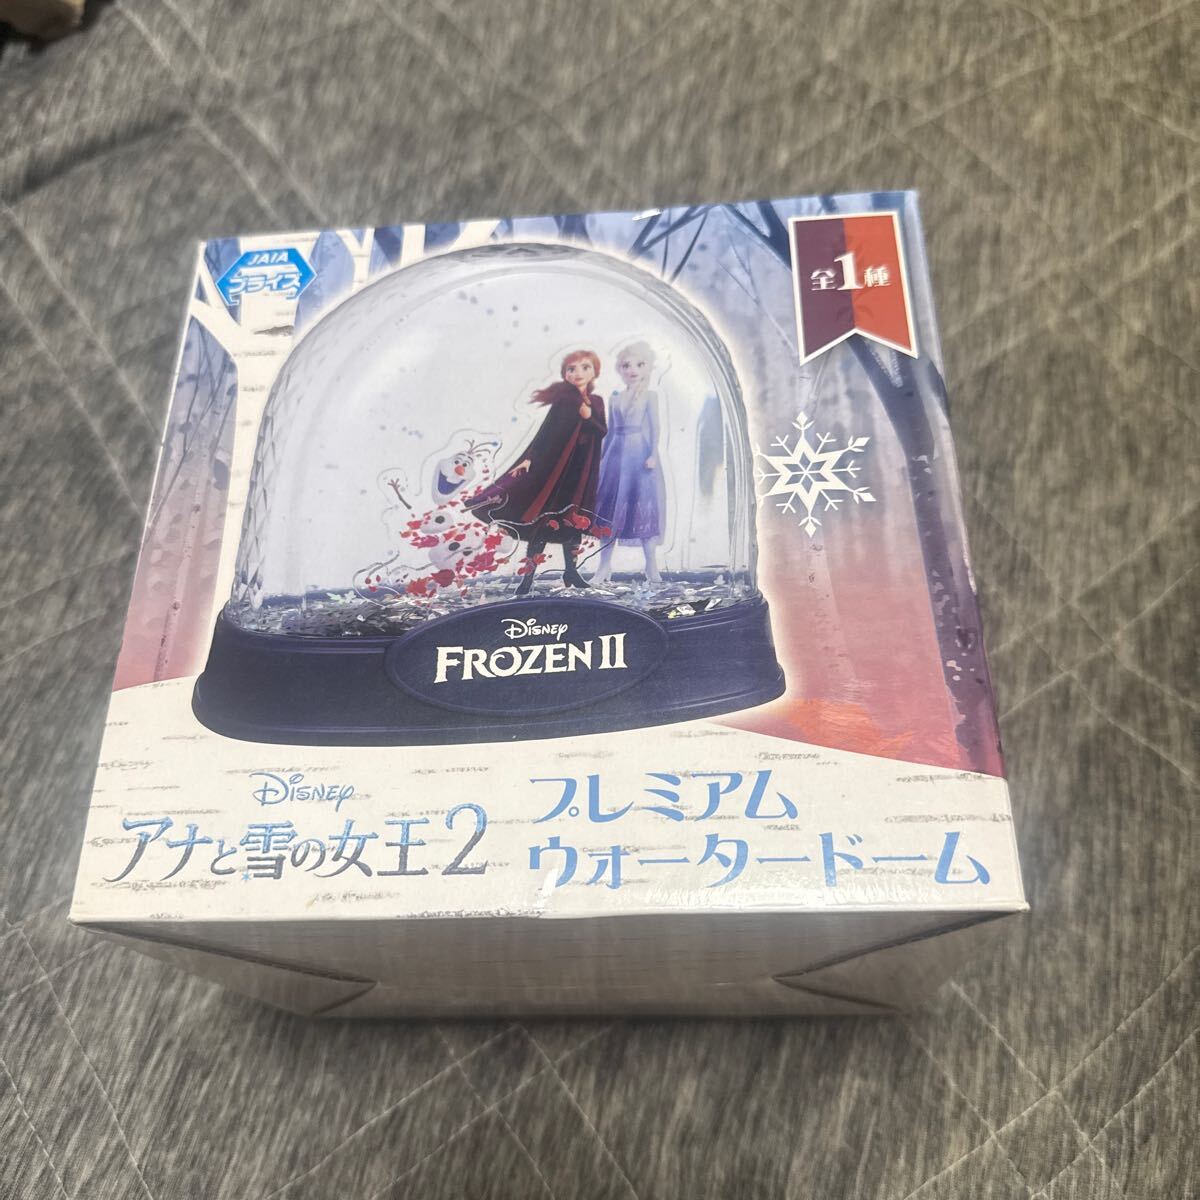 JAIA
プライズ
全1種
Disney
FROZEN II
Disney
アナと雪の女王2
プレミアム
ウォータードーム